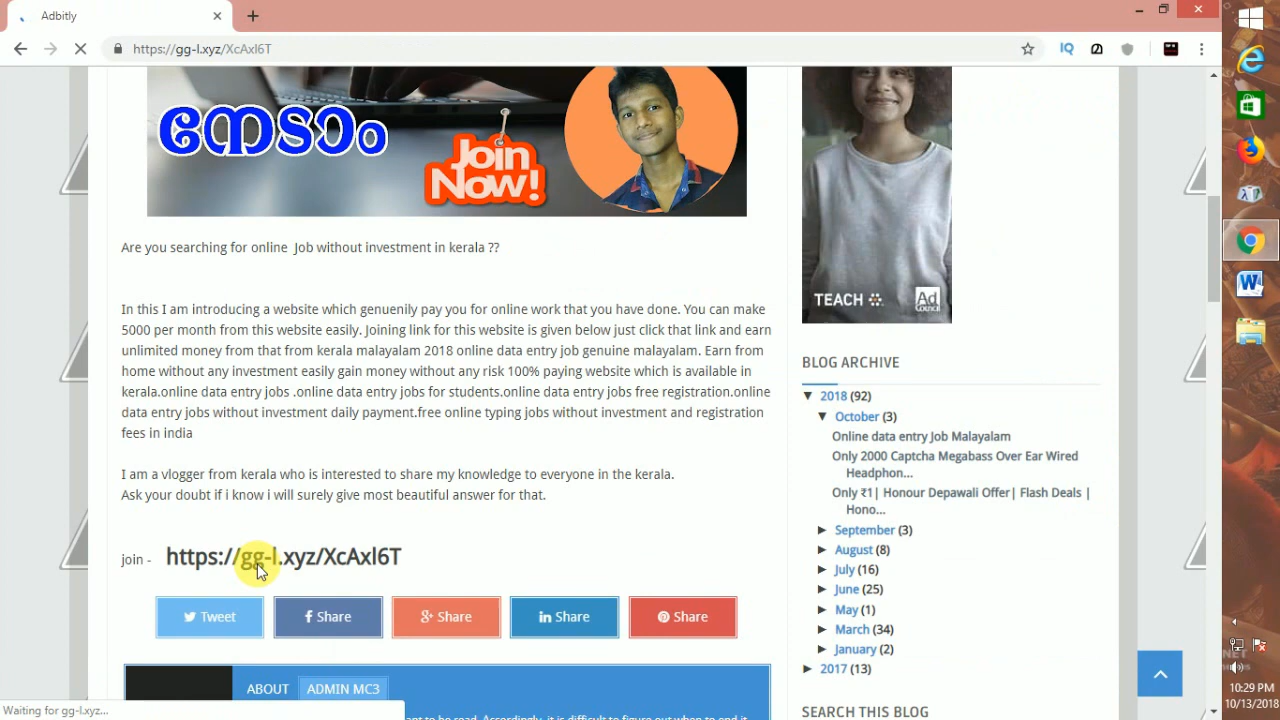 Adbitly
https://gg-l.xyz/XcAxl6T
നേടാം
Join
Now!
Are you searching for online Job without investment in kerala ??
In this I am introducing a website which genuenily pay you for online work that you have done. You can make
5000 per month from this website easily. Joining link for this website is given below just click that link and earn
unlimited money from that from kerala malayalam 2018 online data entry job genuine malayalam. Earn from
home without any investment easily gain money without any risk 100% paying website which is available in
kerala.online data entry jobs .online data entry jobs for students.online data entry jobs free registration.online
data entry jobs without investment daily payment.free online typing jobs without investment and registration
fees in india
I am a vlogger from kerala who is interested to share my knowledge to everyone in the kerala.
Ask your doubt if i know i will surely give most beautiful answer for that.
join - https://gg-l.xyz/XcAxl6T
Tweet
Share
Share
Share
Share
ABOUT
ADMIN MC3
TEACH
Ad
COUNCIL
BLOG ARCHIVE
2018 (92)
October (3)
Online data entry Job Malayalam
Only 2000 Captcha Megabass Over Ear Wired
Headphon...
Only ₹1| Honour Depawali Offer| Flash Deals |
Hono...
September (3)
August (8)
July (16)
June (25)
May (1)
March (34)
January (2)
2017 (13)
SEARCH THIS BLOG
Waiting for gg-l.xyz...
10:29 PM
10/13/2018